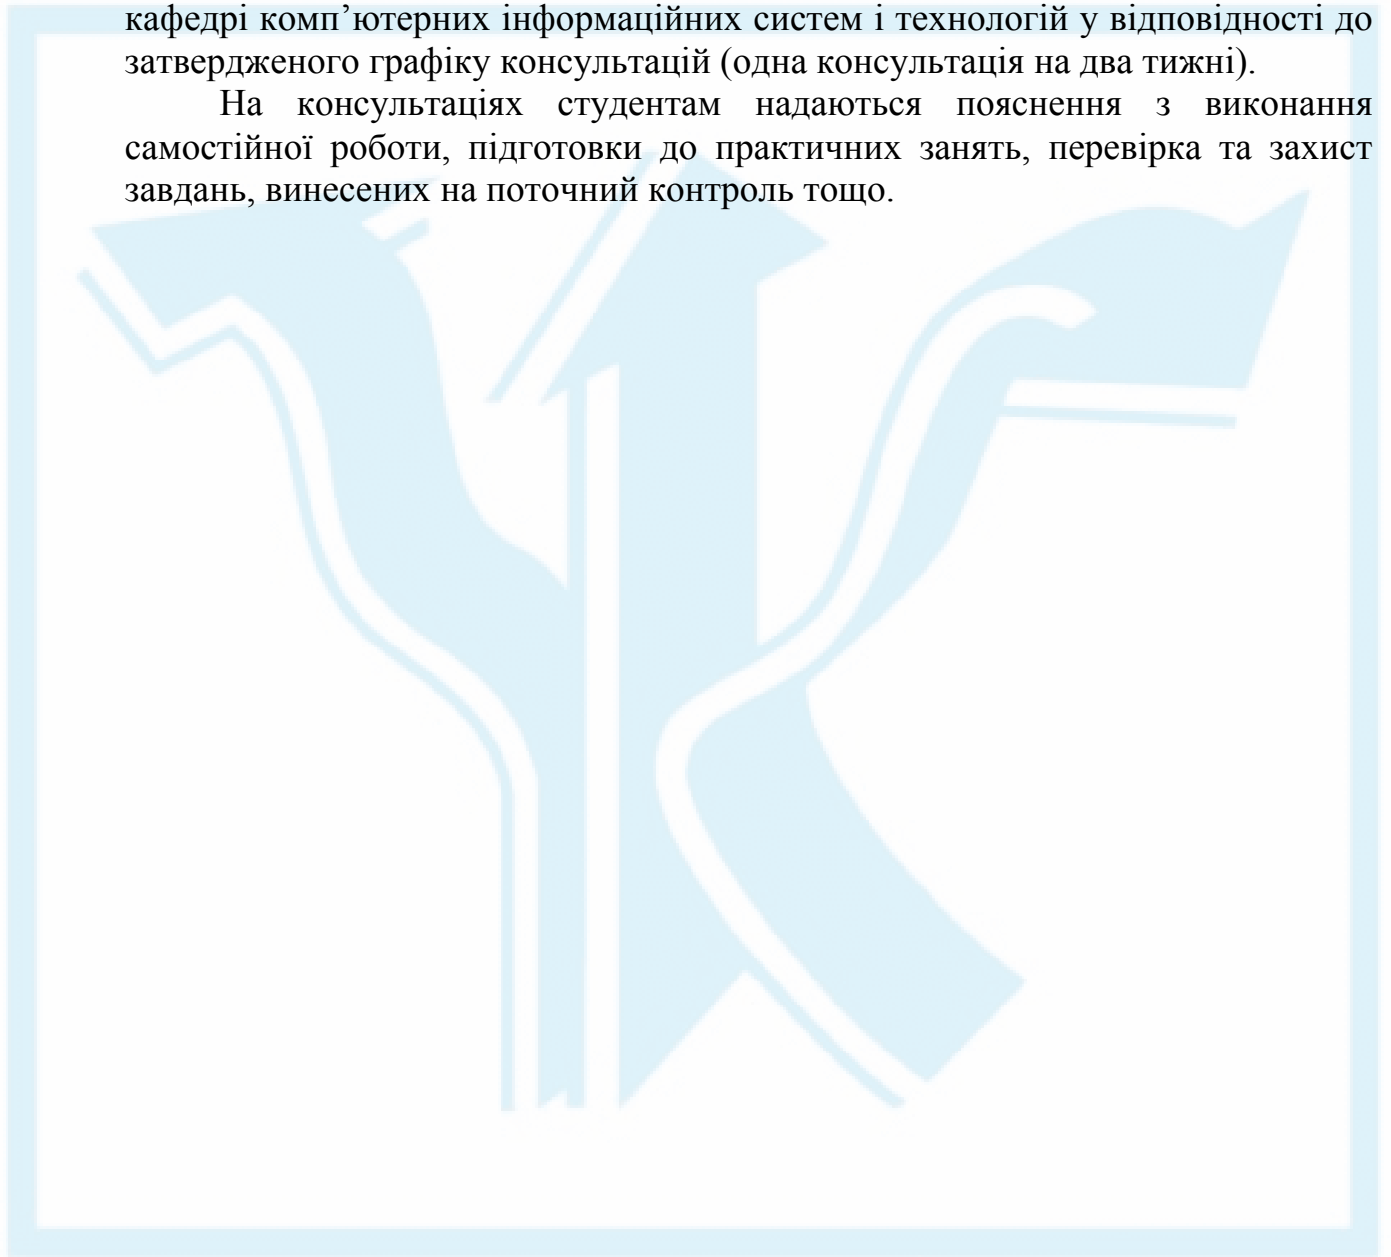 кафедрі комп’ютерних інформаційних систем і технологій у відповідності до
затвердженого графіку консультацій (одна консультація на два тижні).
На консультаціях студентам надаються пояснення з виконання
самостійної роботи, підготовки до практичних занять, перевірка та захист
завдань, винесених на поточний контроль тощо.